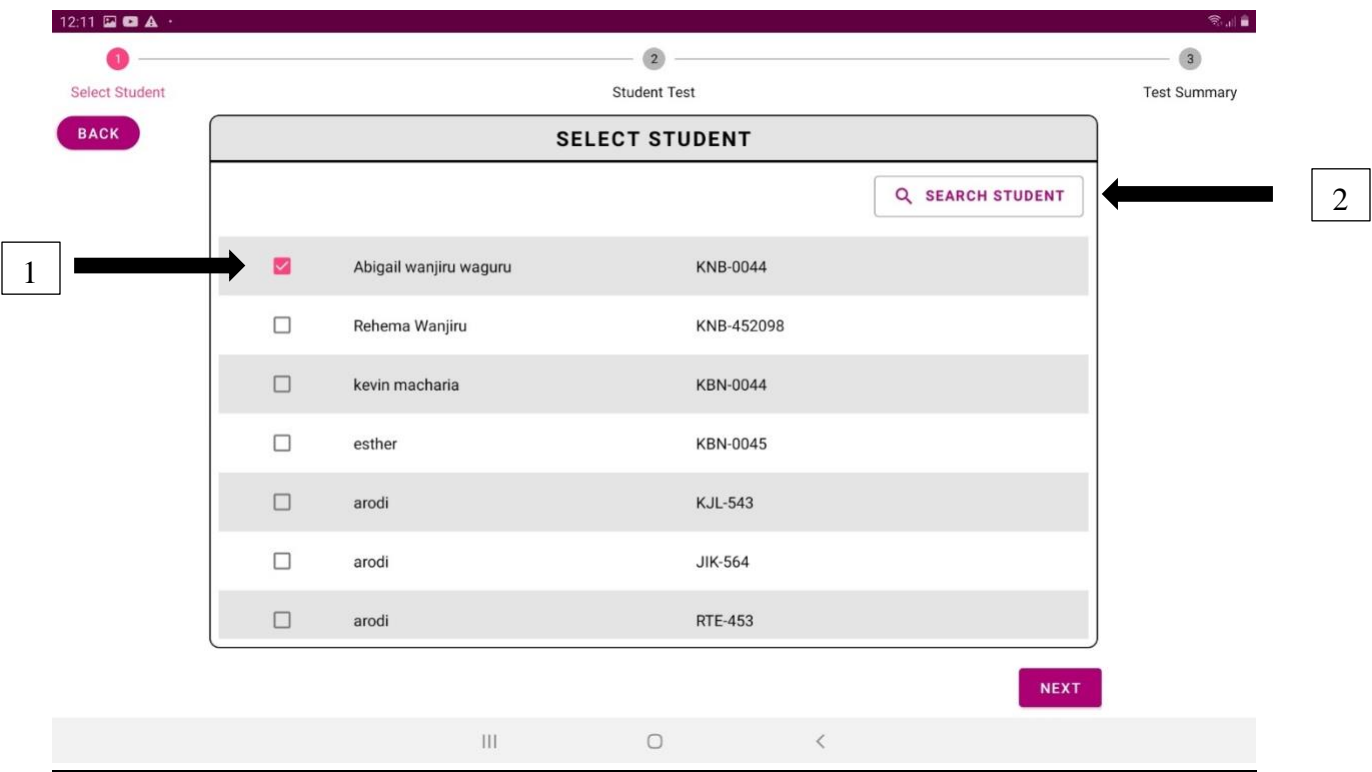 12:11
1 2 3
Select Student Student Test Test Summary
BACK
SELECT STUDENT
SEARCH STUDENT
2
1
Abigail wanjiru waguru KNB-0044
Rehema Wanjiru KNB-452098
kevin macharia KBN-0044
esther KBN-0045
arodi KJL-543
arodi JIK-564
arodi RTE-453
NEXT